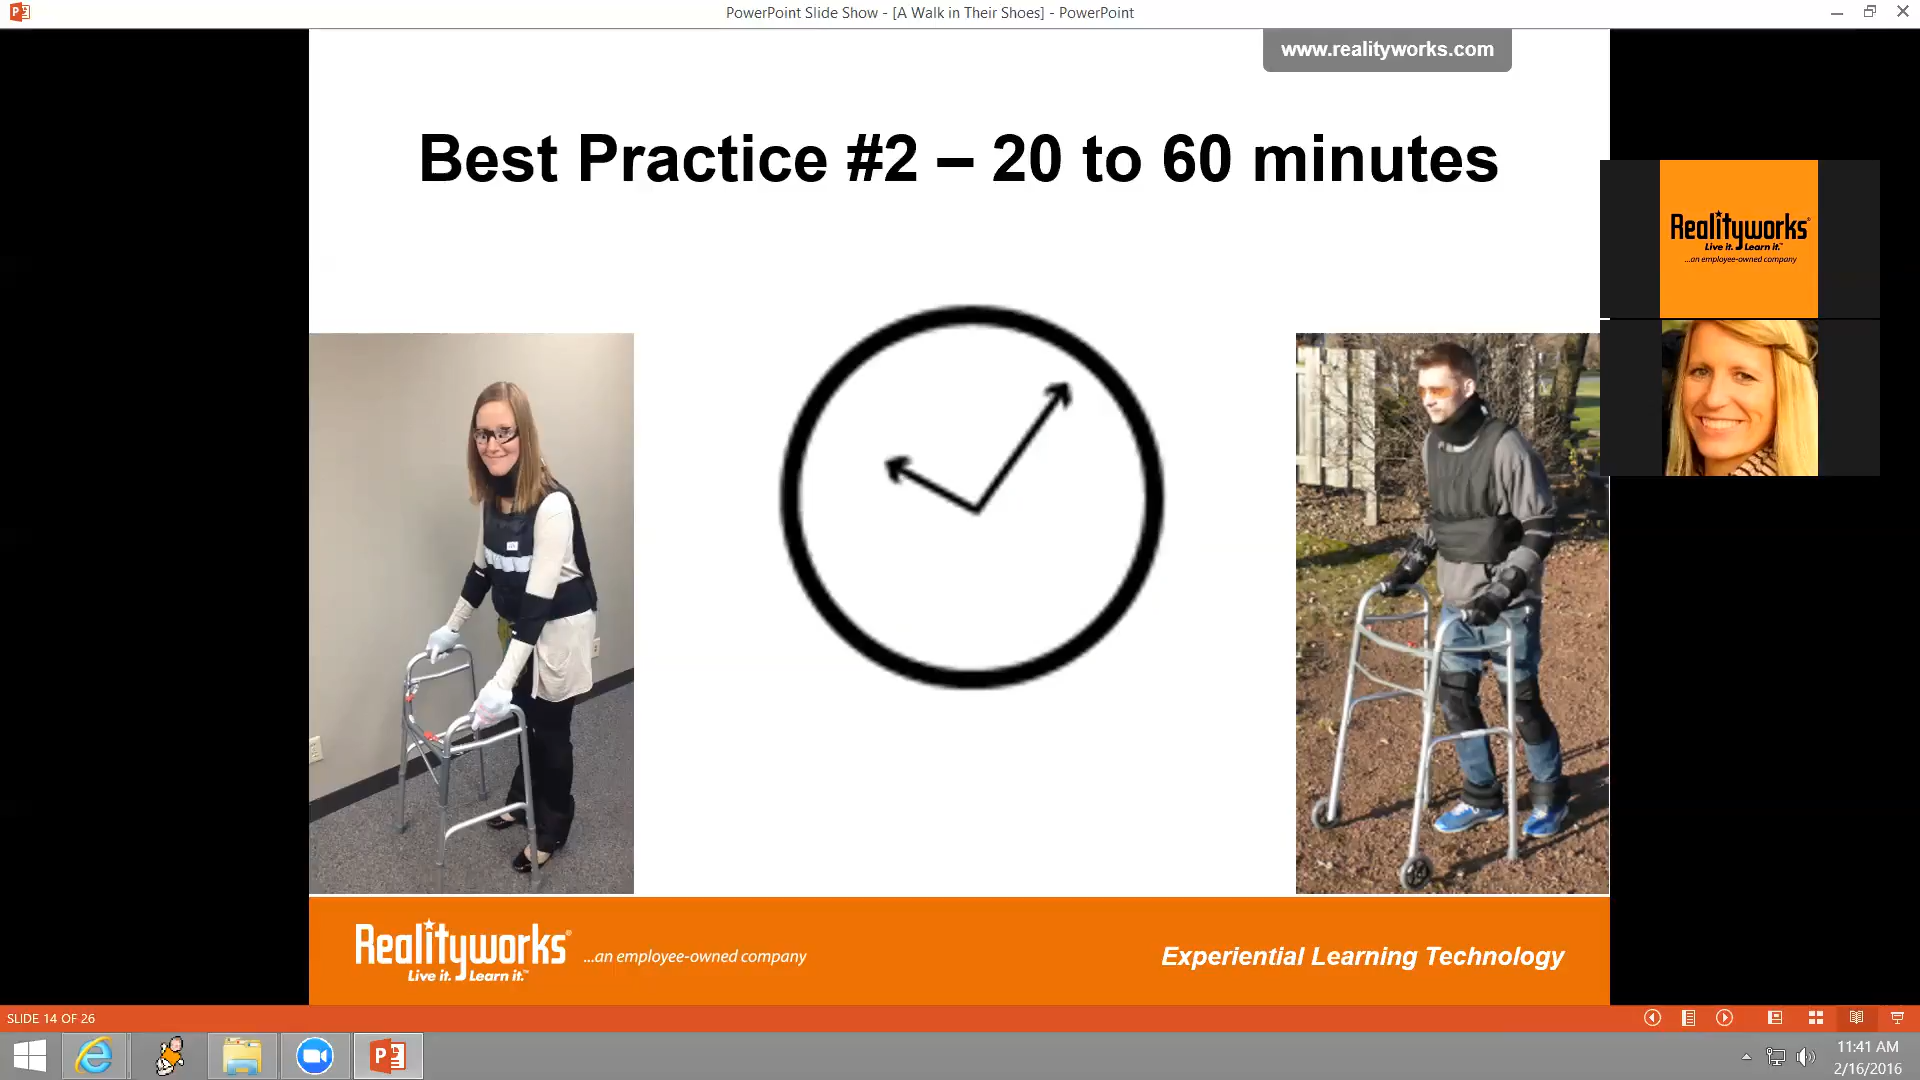 PowerPoint Slide Show - [A Walk in Their Shoes] - PowerPoint
www.realityworks.com
Best Practice #2 – 20 to 60 minutes
Realityworks®
Live it. Learn it.™
...an employee-owned company
Realityworks®
Live it. Learn it.™
...an employee-owned company
Experiential Learning Technology
SLIDE 14 OF 26
11:41 AM
2/16/2016